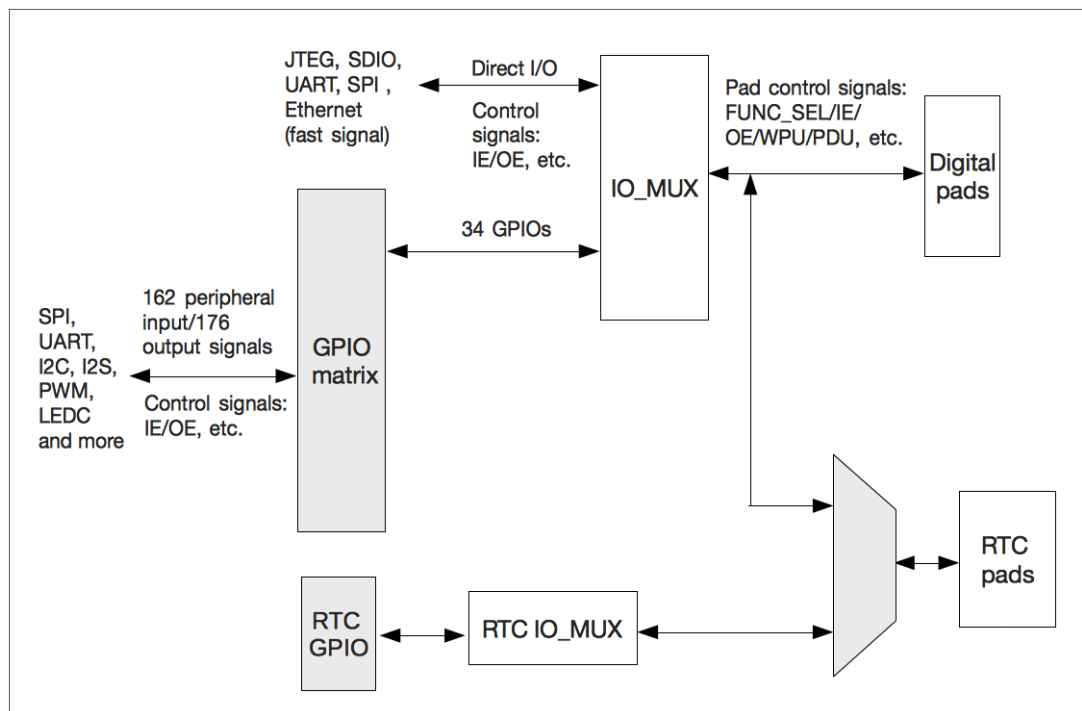 JTEG, SDIO,
UART, SPI ,
Ethernet
(fast signal)
Direct I/O
Control
signals:
IE/OE, etc.
IO_MUX
Pad control signals:
FUNC_SEL/IE/
OE/WPU/PDU, etc.
Digital
pads
34 GPIOs
SPI,
UART,
I2C, I2S,
PWM,
LEDC
and more
162 peripheral
input/176
output signals
Control signals:
IE/OE, etc.
GPIO
matrix
RTC
pads
RTC
GPIO
RTC IO_MUX